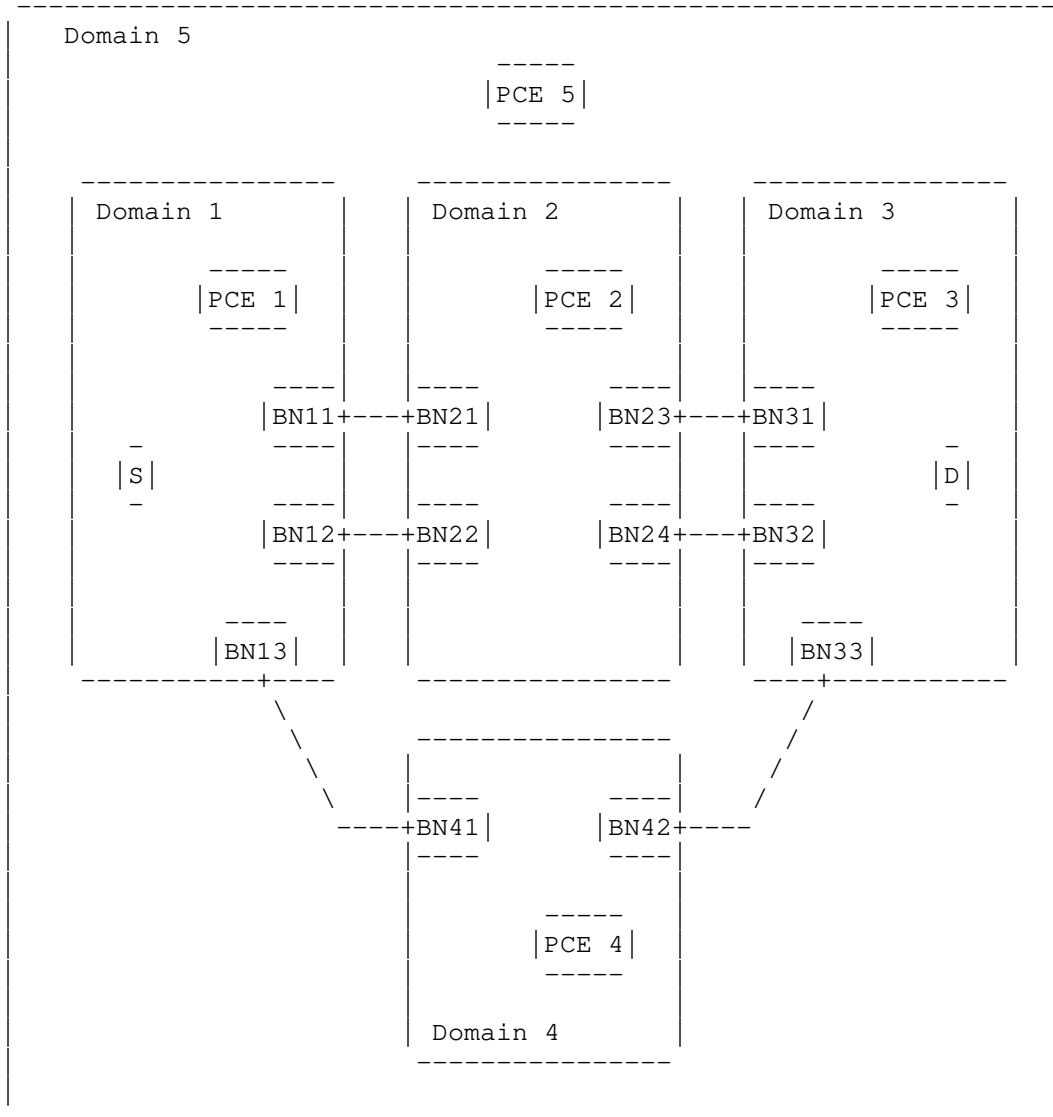 Domain 5
PCE 5
Domain 1 Domain 2 Domain 3
PCE 1 PCE 2 PCE 3
BN11 BN21 BN23 BN31
S D
BN12 BN22 BN24 BN32
BN13 BN33
BN41 BN42
PCE 4
Domain 4